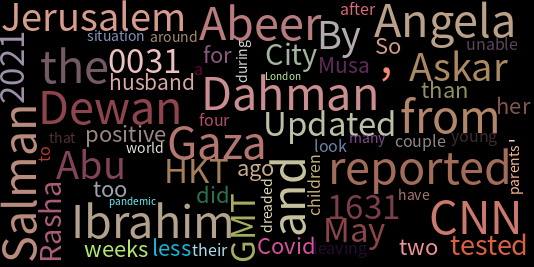 Jerusalem Abeer By after Angela
situation around So unable
the 0031 for during City Musa , Askar
2021 husband a London than her
Dewan Dahman from
four Updated
that positive world Gaza look many couple young
Salman to Abu HKT ago and children reported parents'
Rasha too did dreaded have
pandemic 1631
Ibrahim GMT May CNN
weeks less their Covid leaving two tested